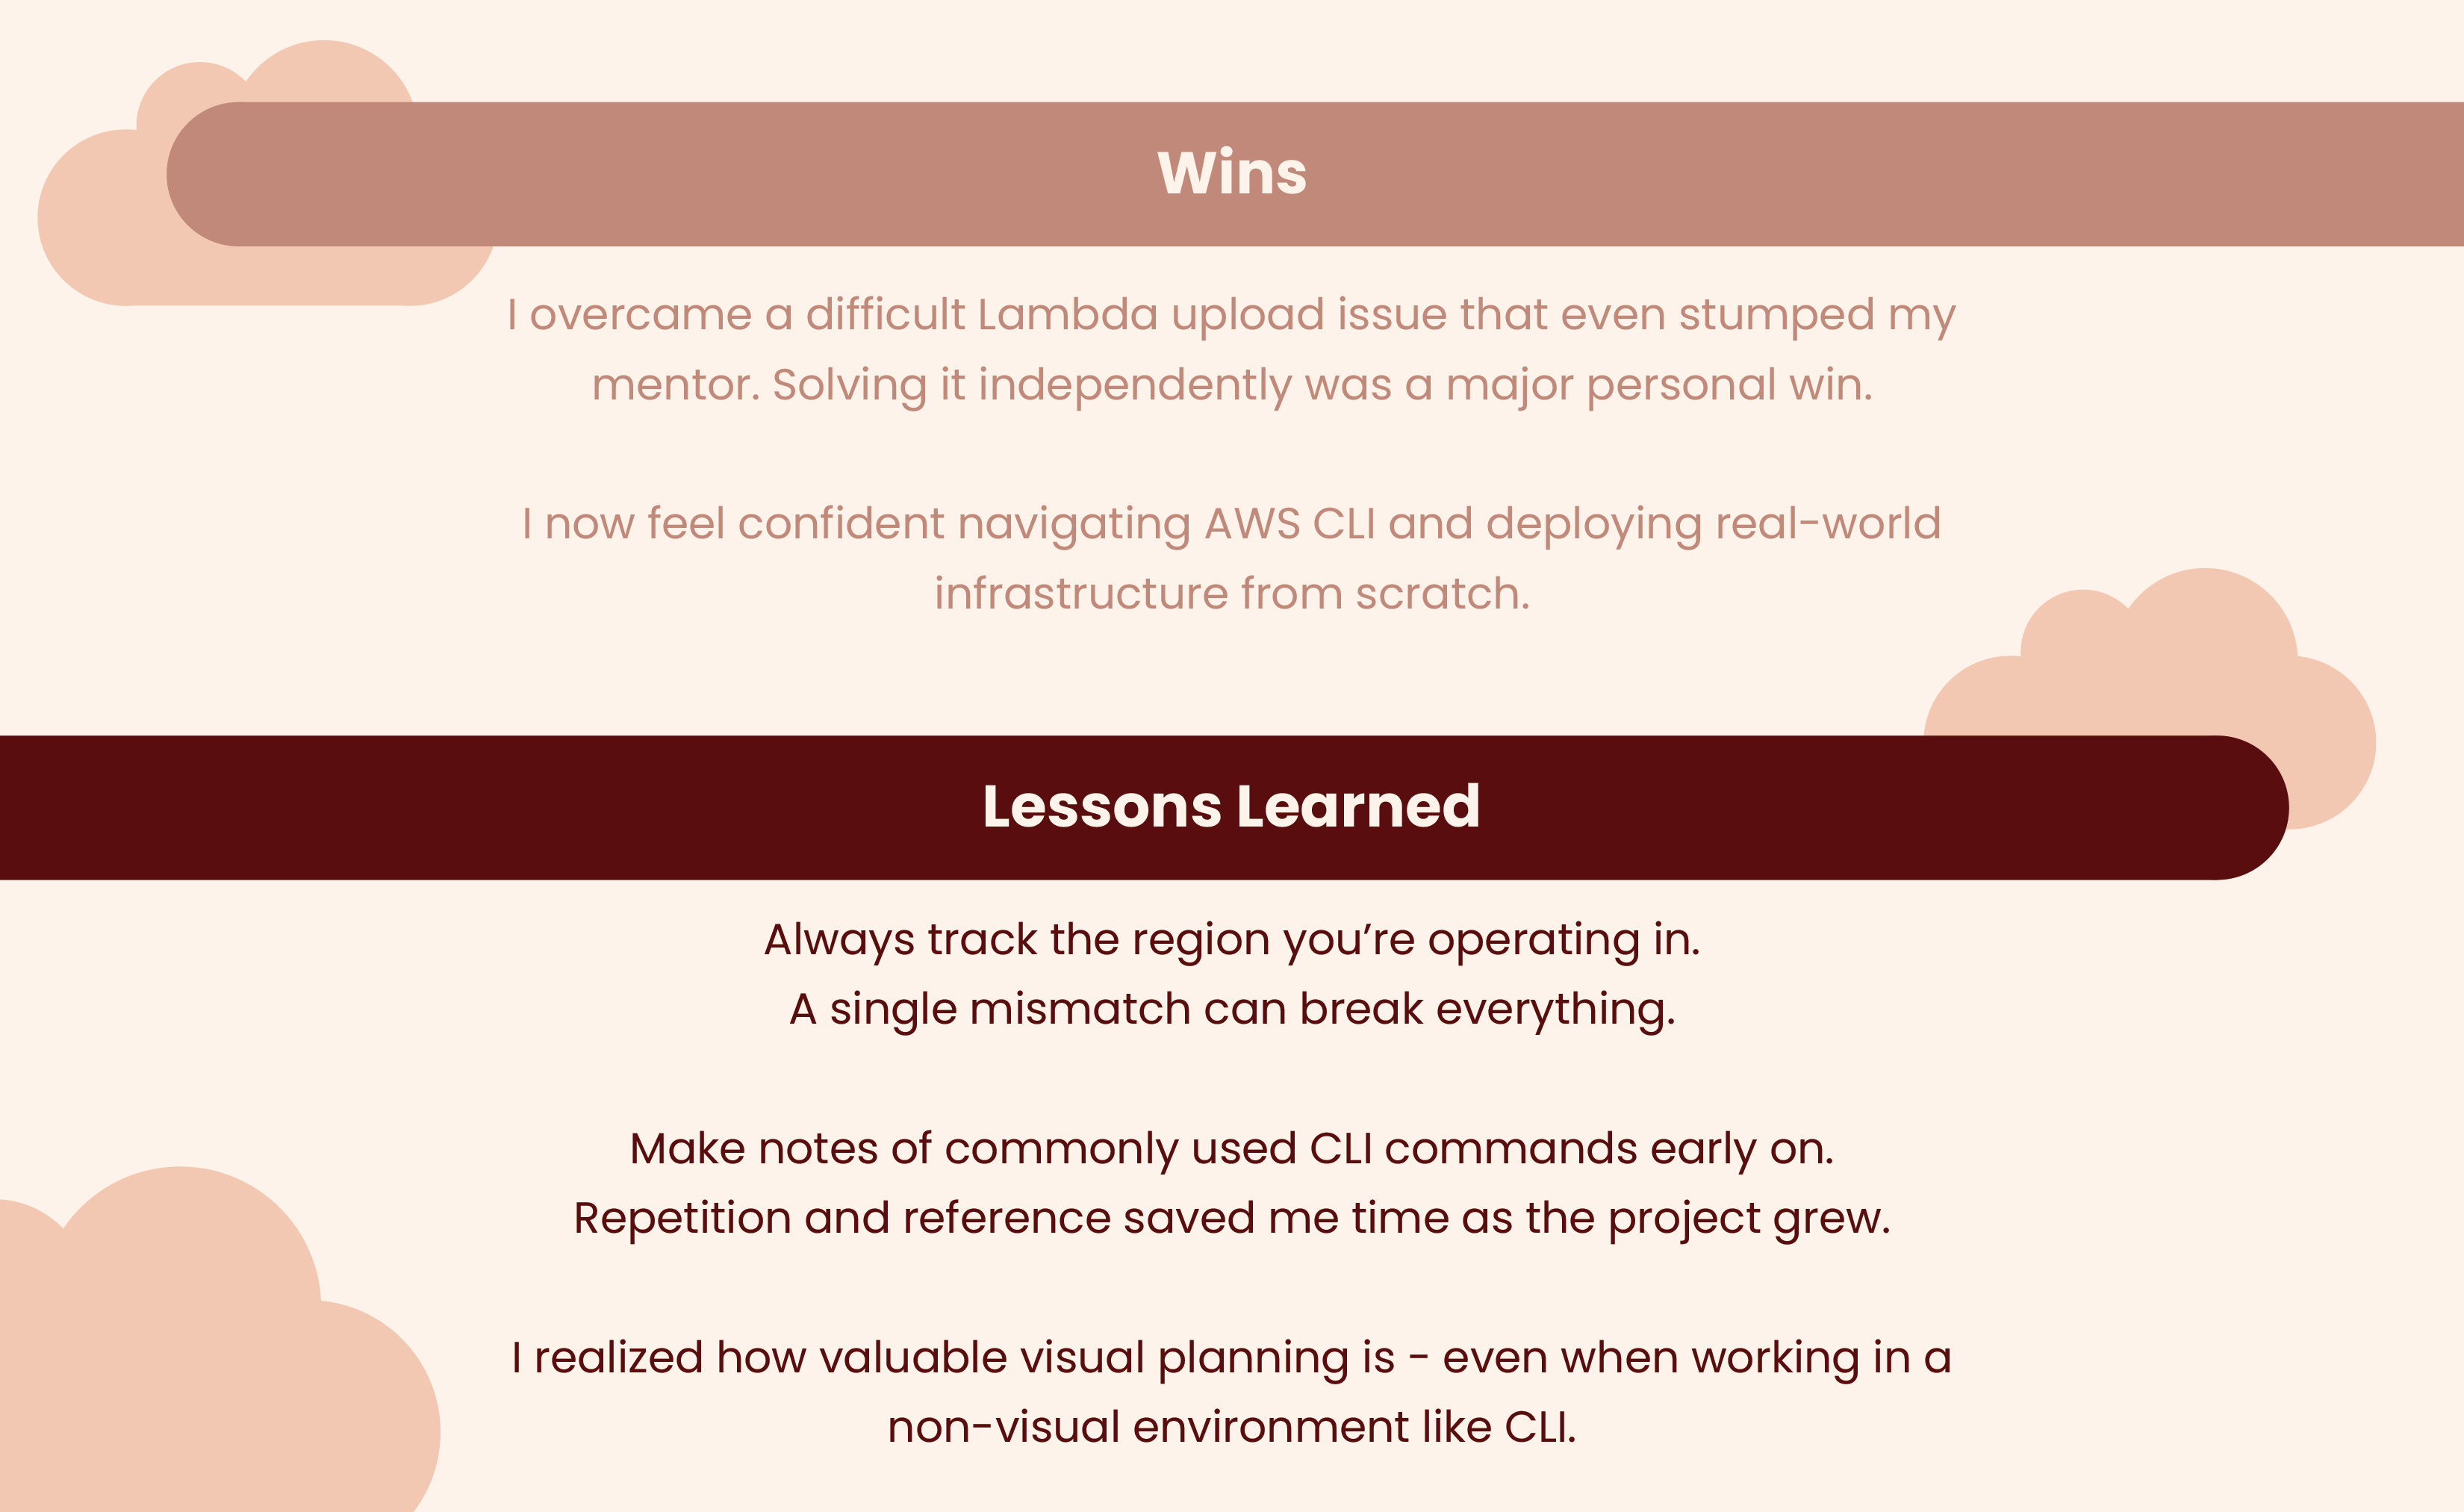 Wins
I overcame a difficult Lambda upload issue that even stumped my
mentor. Solving it independently was a major personal win.
I now feel confident navigating AWS CLI and deploying real-world
infrastructure from scratch.
Lessons Learned
Always track the region you’re operating in.
A single mismatch can break everything.
Make notes of commonly used CLI commands early on.
Repetition and reference saved me time as the project grew.
I realized how valuable visual planning is - even when working in a
non-visual environment like CLI.